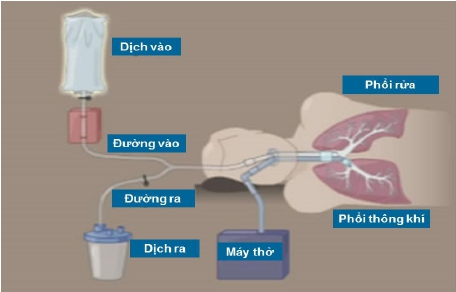 Dịch vào
Phổi rửa
Đường vào
Đường ra
Phổi thông khí
Dịch ra
Máy thở